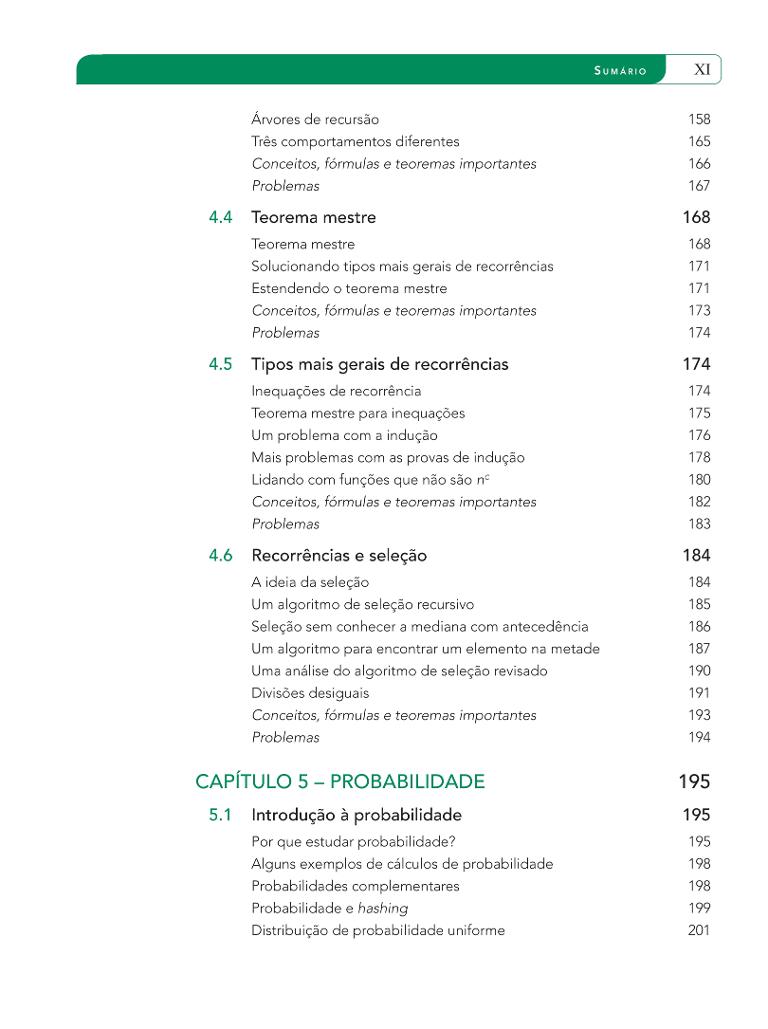 SUMÁRIO XI
Árvores de recursão 158
Três comportamentos diferentes 165
Conceitos, fórmulas e teoremas importantes 166
Problemas 167
4.4 Teorema mestre 168
Teorema mestre 168
Solucionando tipos mais gerais de recorrências 171
Estendendo o teorema mestre 171
Conceitos, fórmulas e teoremas importantes 173
Problemas 174
4.5 Tipos mais gerais de recorrências 174
Inequações de recorrência 174
Teorema mestre para inequações 175
Um problema com a indução 176
Mais problemas com as provas de indução 178
Lidando com funções que não são nᶜ 180
Conceitos, fórmulas e teoremas importantes 182
Problemas 183
4.6 Recorrências e seleção 184
A ideia da seleção 184
Um algoritmo de seleção recursivo 185
Seleção sem conhecer a mediana com antecedência 186
Um algoritmo para encontrar um elemento na metade 187
Uma análise do algoritmo de seleção revisado 190
Divisões desiguais 191
Conceitos, fórmulas e teoremas importantes 193
Problemas 194
CAPÍTULO 5 – PROBABILIDADE 195
5.1 Introdução à probabilidade 195
Por que estudar probabilidade? 195
Alguns exemplos de cálculos de probabilidade 198
Probabilidades complementares 198
Probabilidade e hashing 199
Distribuição de probabilidade uniforme 201